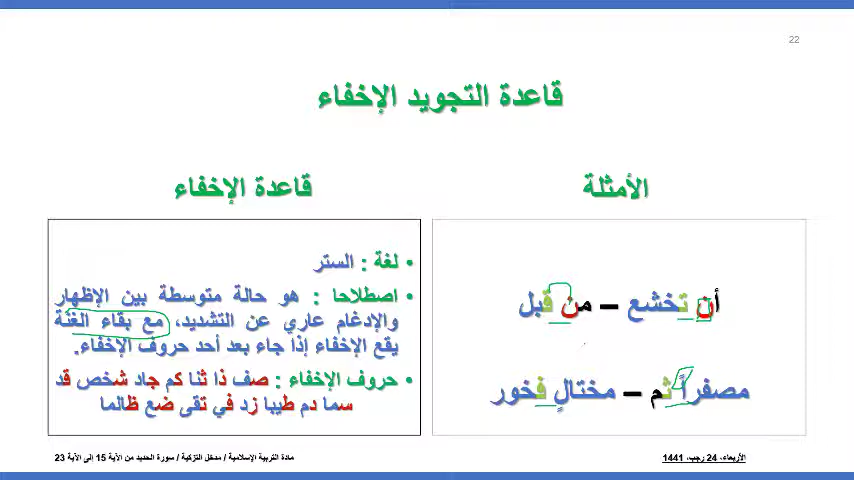 22
قاعدة التجويد الإخفاء
الأمثلة
قاعدة الإخفاء
أن تخشع – من قبل
مصفراً ثم – مختالٍ فخور
• لغة : الستر
• اصطلاحا : هو حالة متوسطة بين الإظهار
والإدغام عاري عن التشديد، مع بقاء الغنة
يقع الإخفاء إذا جاء بعد أحد حروف الإخفاء.
• حروف الإخفاء : صف ذا ثنا كم جاد شخص قد
سما دم طيبا زد في تقى ضع ظالما
الأربعاء، 24 رجب، 1441
مادة التربية الإسلامية / مدخل التزكية / سورة الحديد من الآية 15 إلى الآية 23